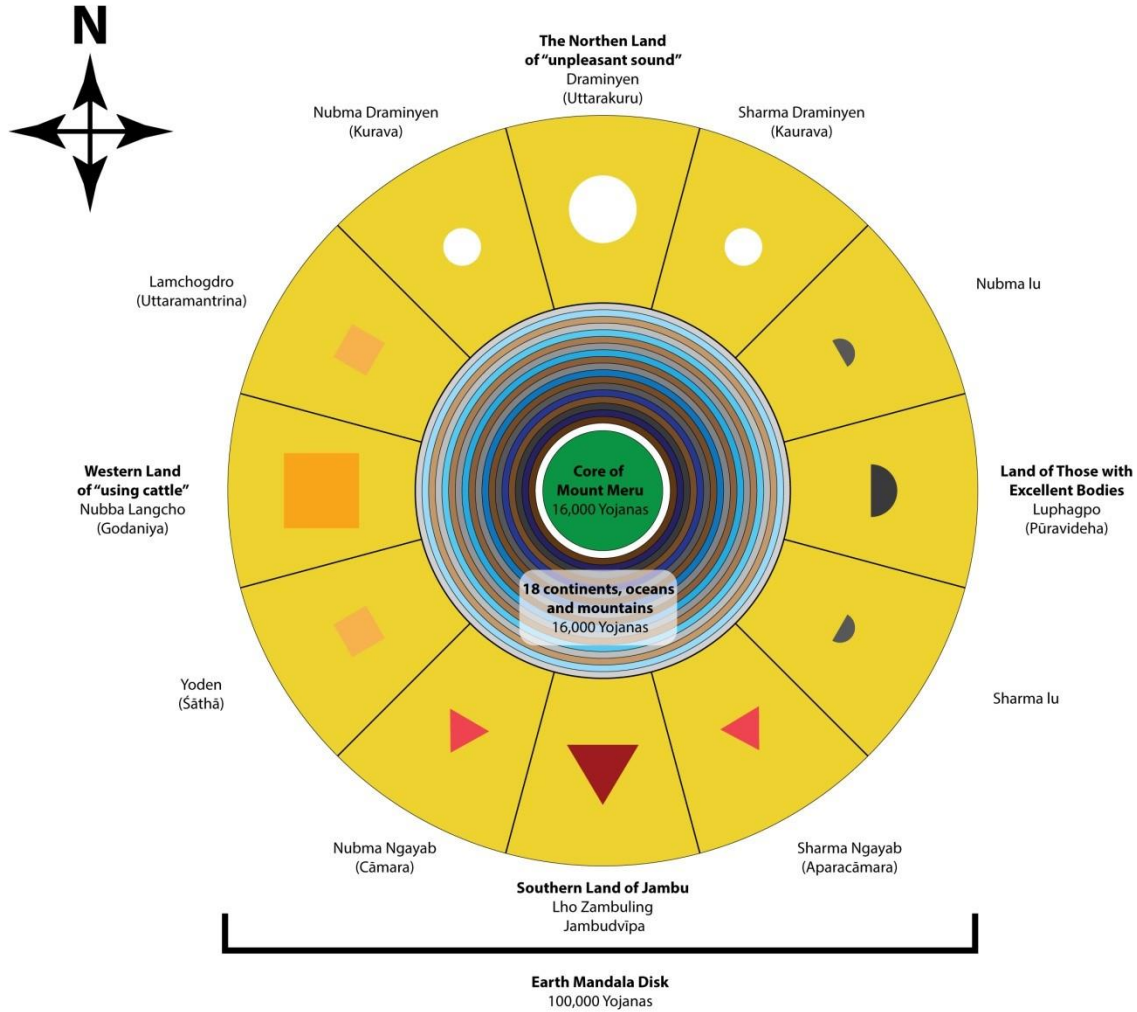 N
The Northen Land
of “unpleasant sound”
Draminyen
(Uttarakuru)
Nubma Draminyen
(Kurava)
Sharma Draminyen
(Kaurava)
Lamchogdro
(Uttaramantrina)
Nubma lu
Western Land
of “using cattle”
Nubba Langcho
(Godaniya)
Core of
Mount Meru
16,000 Yojanas
Land of Those with
Excellent Bodies
Luphagpo
(Pūravideha)
18 continents, oceans
and mountains
16,000 Yojanas
Yoden
(Śāthā)
Sharma lu
Nubma Ngayab
(Cāmara)
Sharma Ngayab
(Aparacāmara)
Southern Land of Jambu
Lho Zambuling
Jambudvīpa
Earth Mandala Disk
100,000 Yojanas